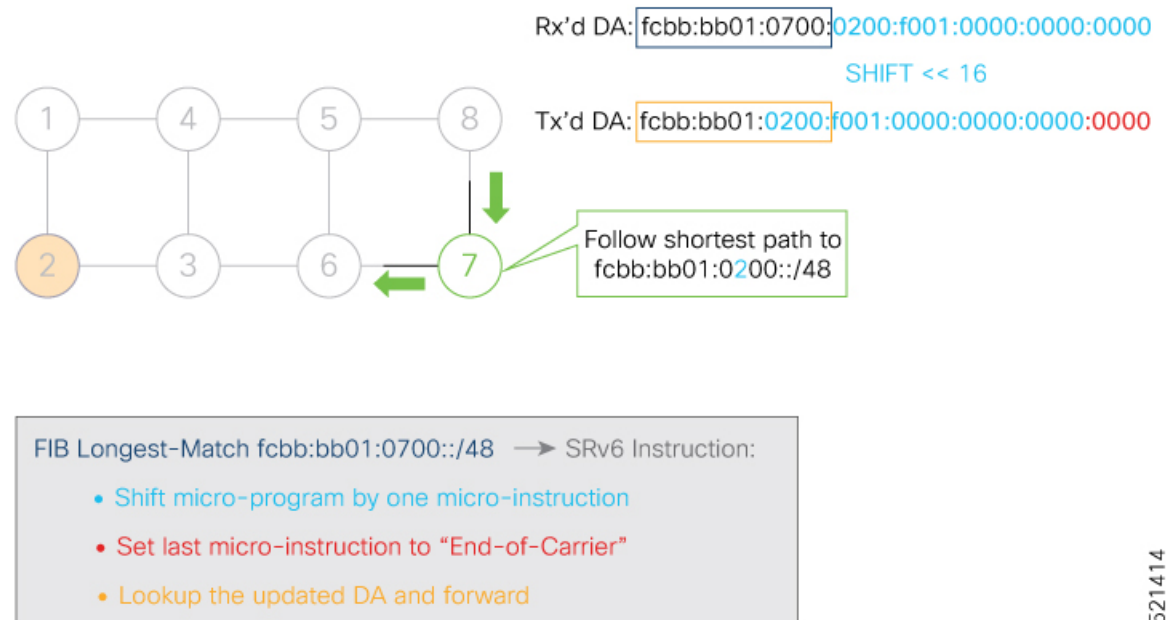 Rx'd DA: fcbb:bb01:0700:0200:f001:0000:0000:0000
SHIFT << 16
Tx'd DA: fcbb:bb01:0200:f001:0000:0000:0000:0000
1 4 5 8
2 3 6 7
Follow shortest path to
fcbb:bb01:0200::/48
FIB Longest-Match fcbb:bb01:0700::/48 → SRv6 Instruction:
• Shift micro-program by one micro-instruction
• Set last micro-instruction to “End-of-Carrier”
• Lookup the updated DA and forward
521414